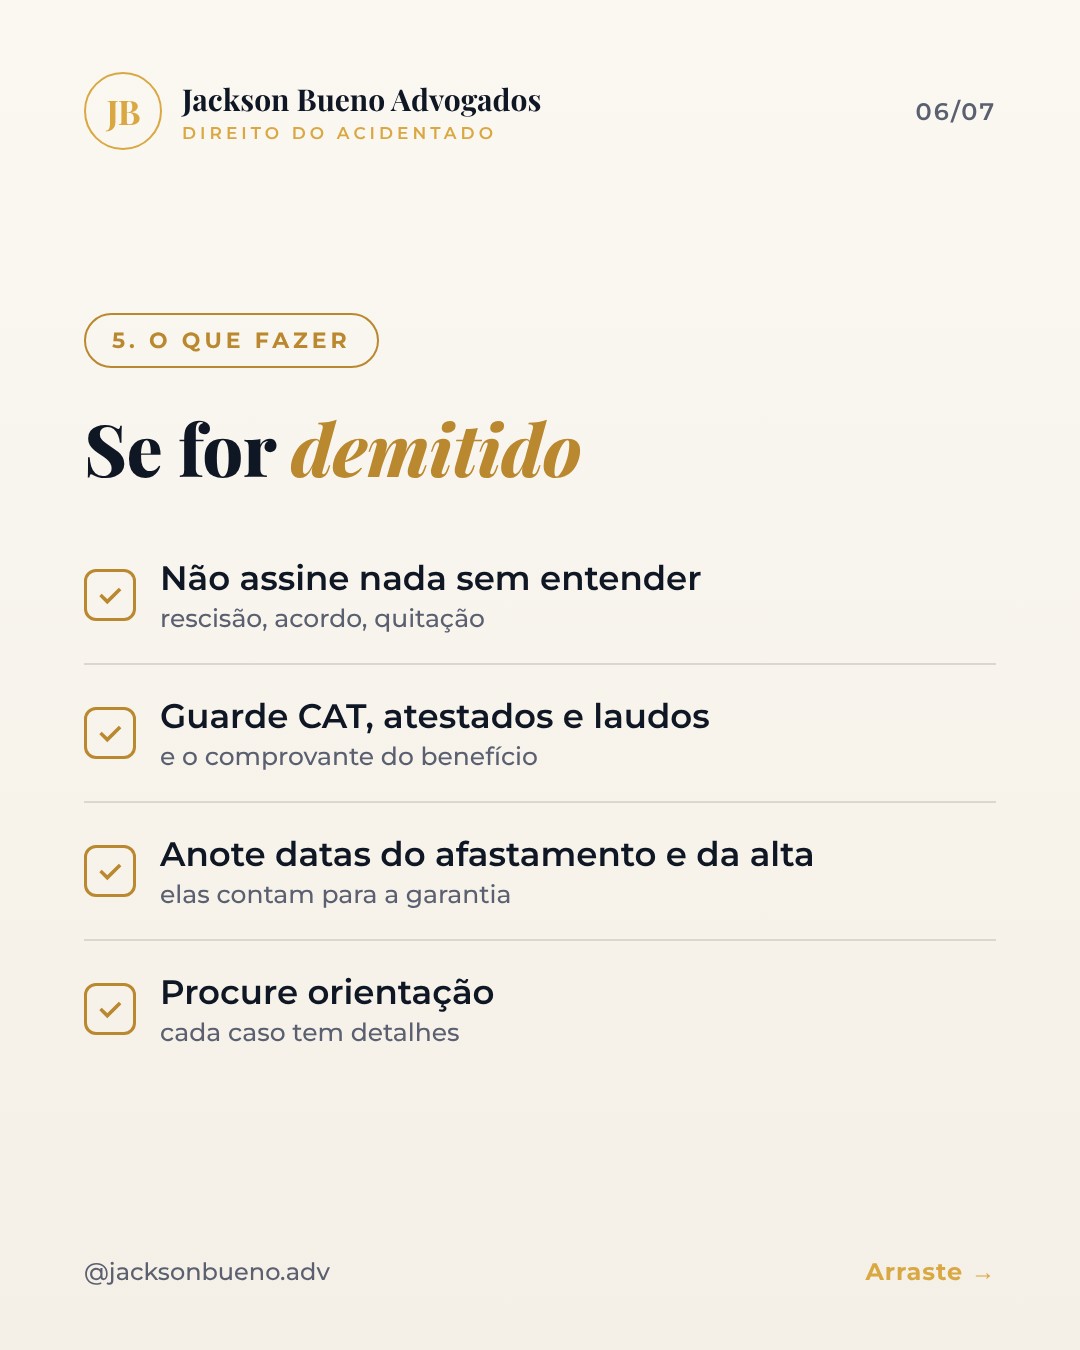 JB
Jackson Bueno Advogados
DIREITO DO ACIDENTADO
06/07
5. O QUE FAZER
Se for demitido
Não assine nada sem entender
rescisão, acordo, quitação
Guarde CAT, atestados e laudos
e o comprovante do benefício
Anote datas do afastamento e da alta
elas contam para a garantia
Procure orientação
cada caso tem detalhes
@jacksonbueno.adv
Arraste →